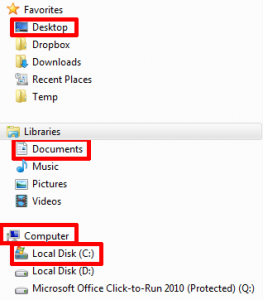 Favorites
Desktop
Dropbox
Downloads
Recent Places
Temp
Libraries
Documents
Music
Pictures
Videos
Computer
Local Disk (C:)
Local Disk (D:)
Microsoft Office Click-to-Run 2010 (Protected) (Q:)